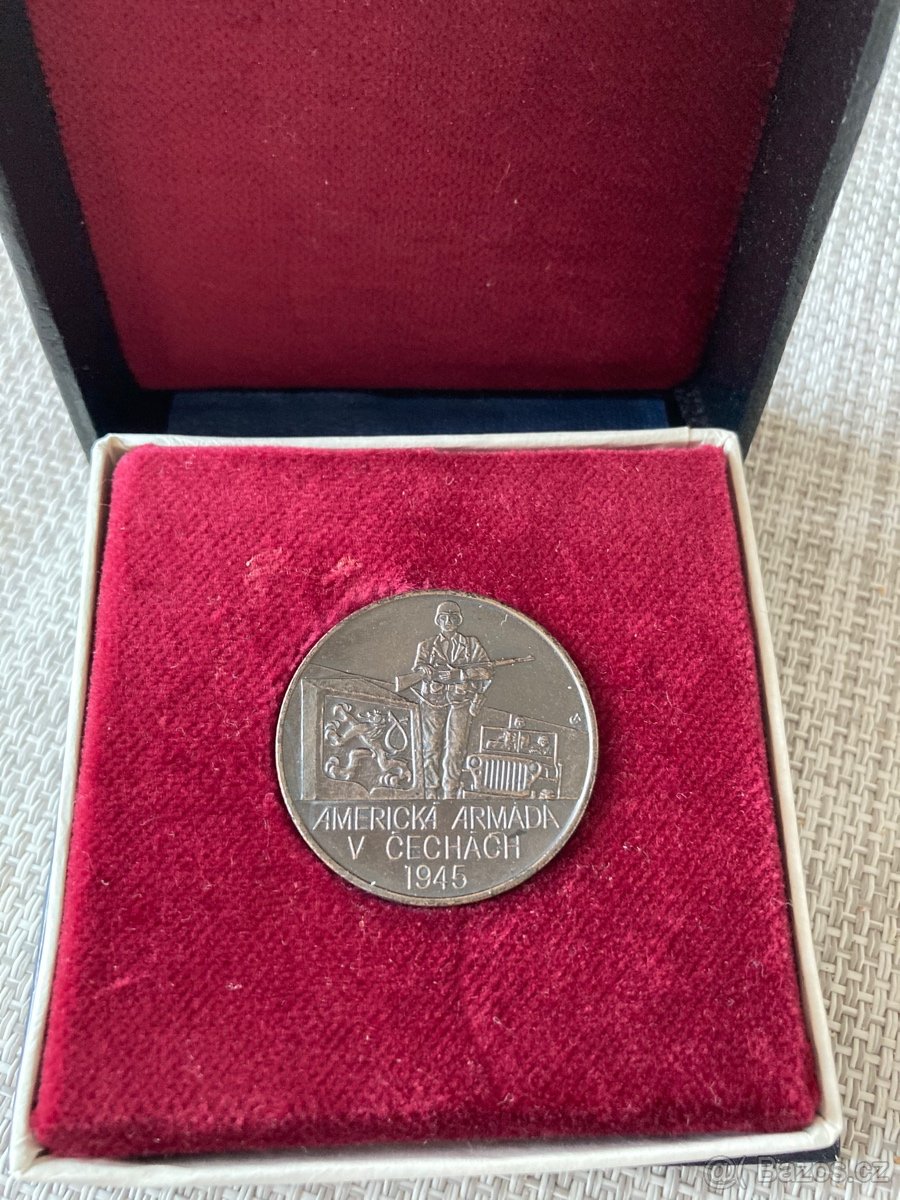 AMERICKÁ ARMÁDA
V ČECHÁCH
1945
Bazos.cz